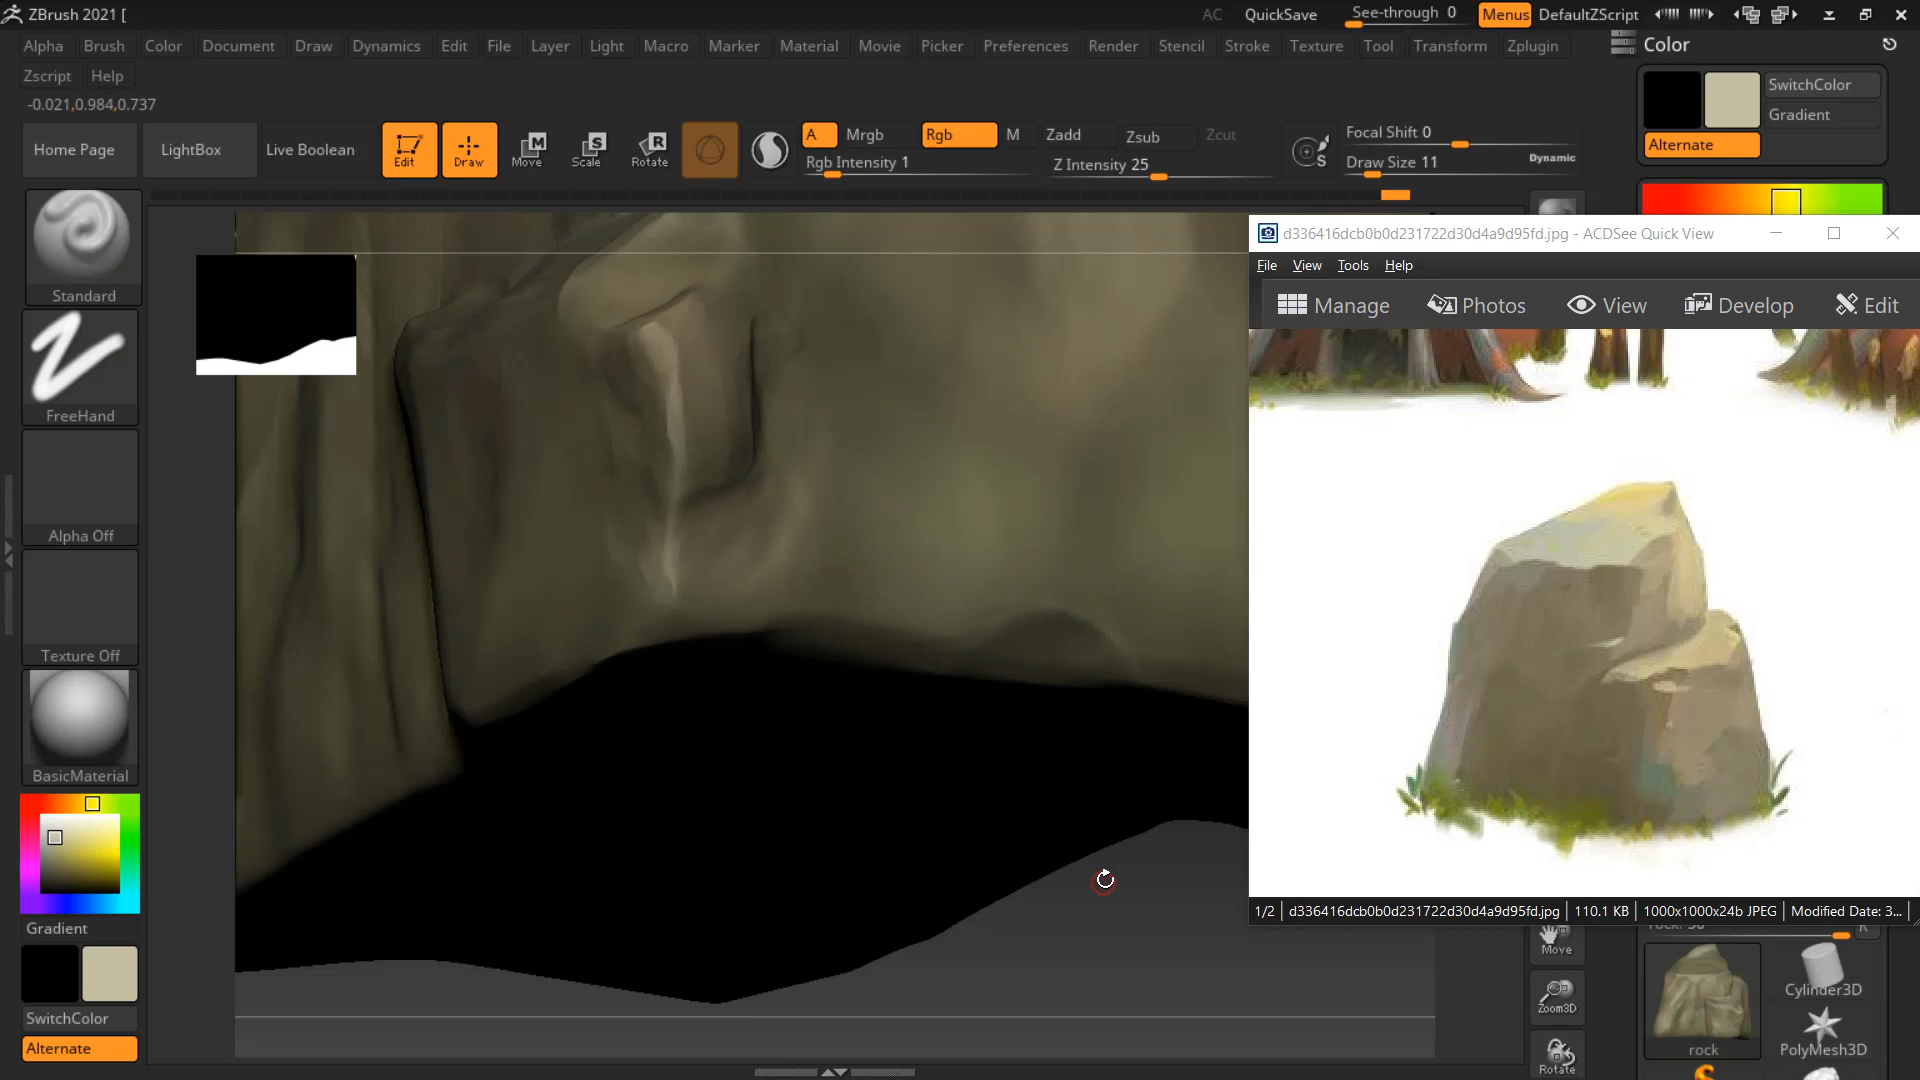 ZBrush 2021 [
AC QuickSave See-through 0 Menus DefaultZScript
Alpha Brush Color Document Draw Dynamics Edit File Layer Light Macro Marker Material Movie Picker Preferences Render Stencil Stroke Texture Tool Transform Zplugin
Zscript Help
Color
-0.021,0.984,0.737
SwitchColor
Gradient
Alternate
Home Page LightBox Live Boolean Edit Draw Move Scale Rotate
A Mrgb Rgb M Zadd Zsub Zcut
Rgb Intensity 1 Z Intensity 25
Focal Shift 0
Draw Size 11 Dynamic
Standard
FreeHand
Alpha Off
Texture Off
BasicMaterial
Gradient
SwitchColor
Alternate
d336416dcb0b0d231722d30d4a9d95fd.jpg - ACDSee Quick View
File View Tools Help
Manage Photos View Develop Edit
1/2 d336416dcb0b0d231722d30d4a9d95fd.jpg 110.1 KB 1000x1000x24b JPEG Modified Date: 3...
Move
Zoom3D
Rotate
R
Cylinder3D
rock
PolyMesh3D